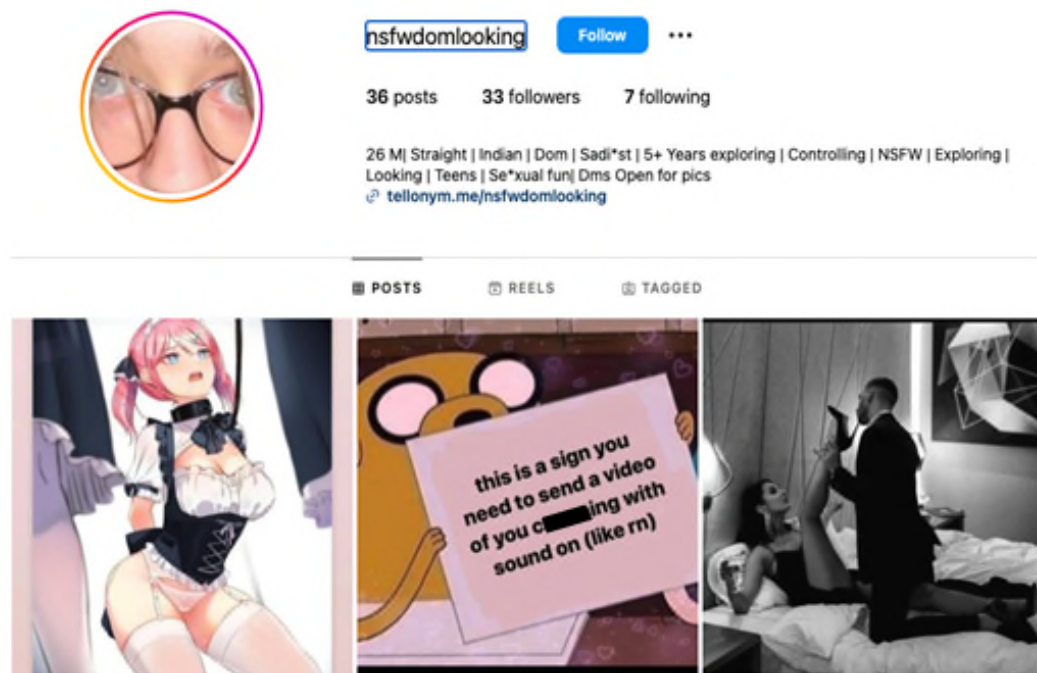 nsfwdomlooking
Follow
36 posts 33 followers 7 following
26 M| Straight | Indian | Dom | Sadi*st | 5+ Years exploring | Controlling | NSFW | Exploring |
Looking | Teens | Se*xual fun| Dms Open for pics
tellonym.me/nsfwdomlooking
POSTS REELS TAGGED
this is a sign you
need to send a video
of you c ing with
sound on (like rn)